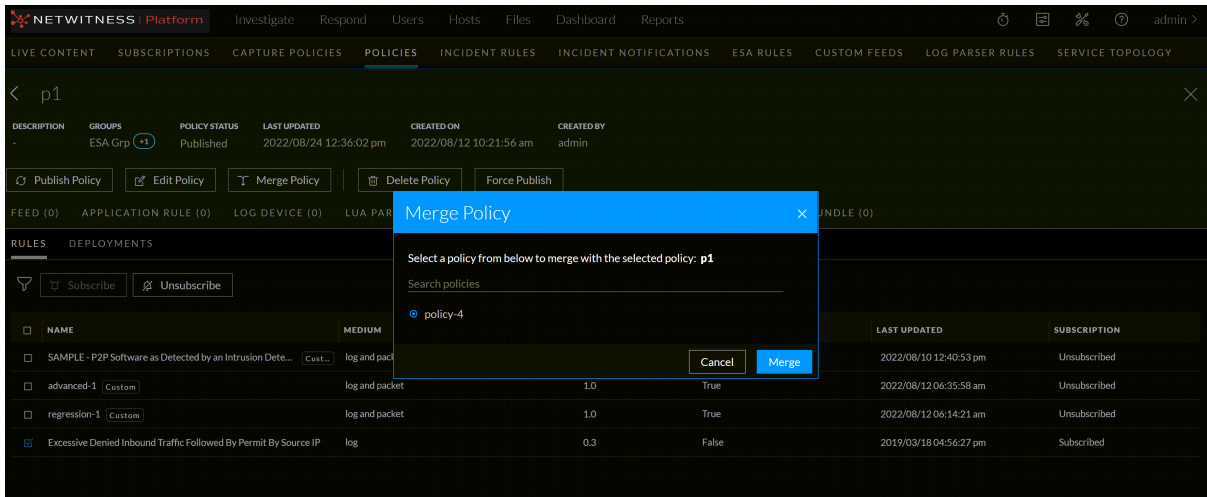 NETWITNESS Platform Investigate Respond Users Hosts Files Dashboard Reports admin >
LIVE CONTENT SUBSCRIPTIONS CAPTURE POLICIES POLICIES INCIDENT RULES INCIDENT NOTIFICATIONS ESA RULES CUSTOM FEEDS LOG PARSER RULES SERVICE TOPOLOGY
p1
DESCRIPTION GROUPS POLICY STATUS LAST UPDATED CREATED ON CREATED BY
- ESA Grp +1 Published 2022/08/24 12:36:02 pm 2022/08/12 10:21:56 am admin
Publish Policy Edit Policy Merge Policy Delete Policy Force Publish
FEED (0) APPLICATION RULE (0) LOG DEVICE (0) LUA PAR UNDLE (0)
Merge Policy
Select a policy from below to merge with the selected policy: p1
Search policies
policy-4
Cancel Merge
RULES DEPLOYMENTS
Subscribe Unsubscribe
NAME MEDIUM LAST UPDATED SUBSCRIPTION
SAMPLE - P2P Software as Detected by an Intrusion Dete... Cust... log and pack 2022/08/10 12:40:53 pm Unsubscribed
advanced-1 Custom log and packet 1.0 True 2022/08/12 06:35:58 am Unsubscribed
regression-1 Custom log and packet 1.0 True 2022/08/12 06:14:21 am Unsubscribed
Excessive Denied Inbound Traffic Followed By Permit By Source IP log 0.3 False 2019/03/18 04:56:27 pm Subscribed